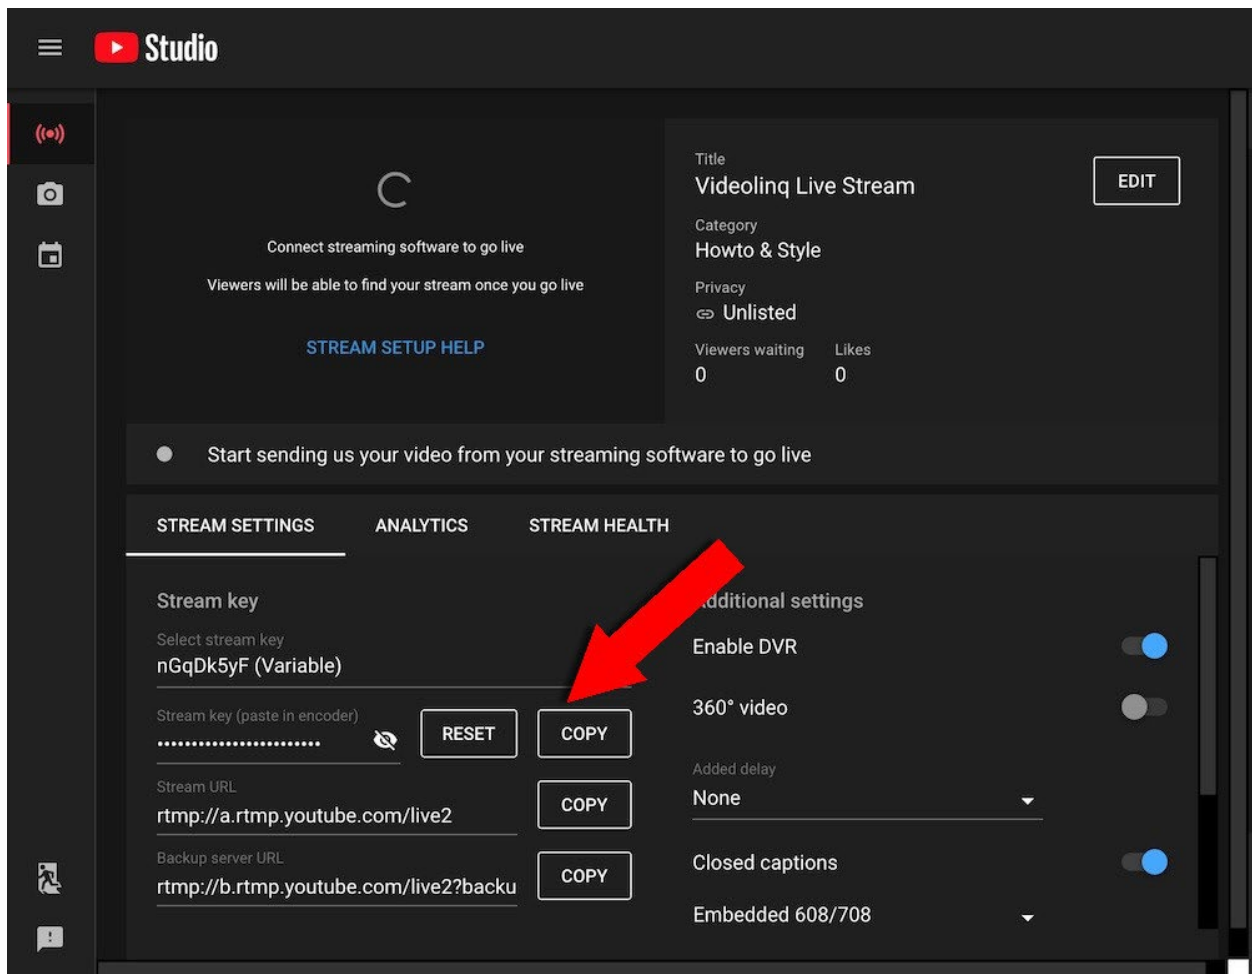 Studio
Connect streaming software to go live
Viewers will be able to find your stream once you go live
STREAM SETUP HELP
Title
Videolinq Live Stream
EDIT
Category
Howto & Style
Privacy
Unlisted
Viewers waiting Likes
0 0
Start sending us your video from your streaming software to go live
STREAM SETTINGS ANALYTICS STREAM HEALTH
Stream key
Select stream key
nGqDk5yF (Variable)
Stream key (paste in encoder)
••••••••••••••••••••••••
RESET COPY
Stream URL
rtmp://a.rtmp.youtube.com/live2
COPY
Backup server URL
rtmp://b.rtmp.youtube.com/live2?backu
COPY
dditional settings
Enable DVR
360° video
Added delay
None
Closed captions
Embedded 608/708